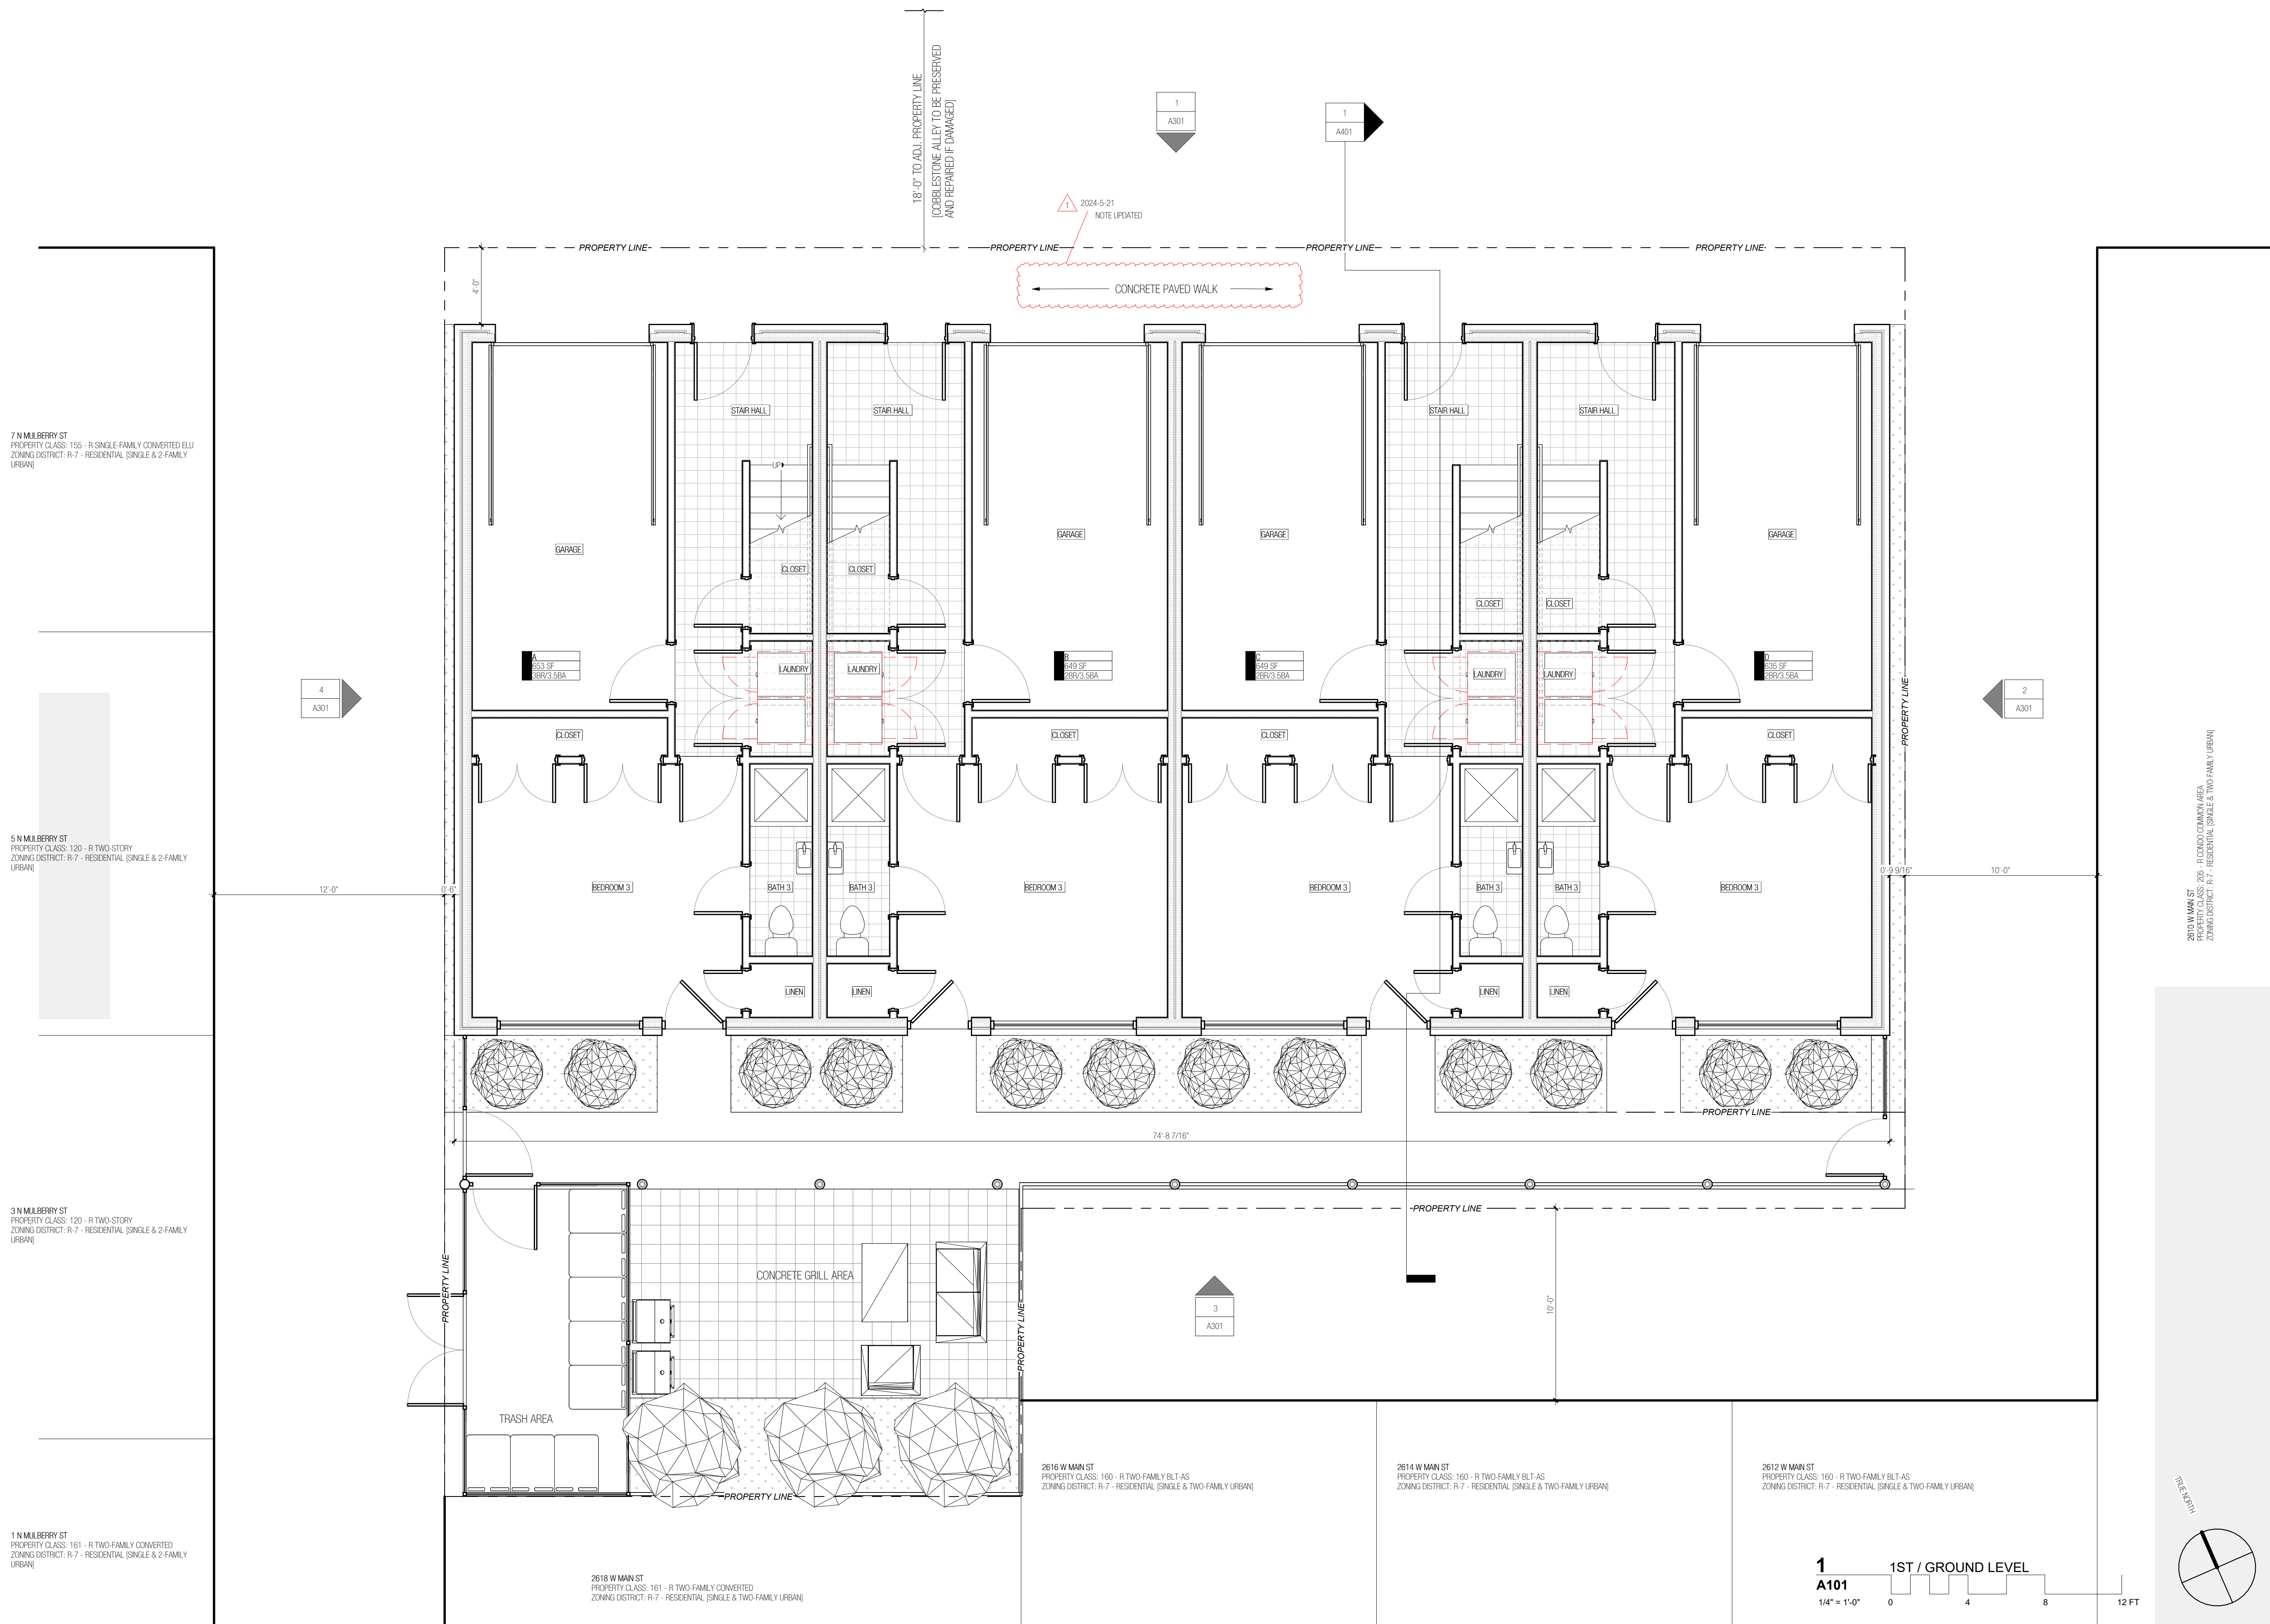 18'-0" TO ADJ. PROPERTY LINE
[COBBLESTONE ALLEY TO BE PRESERVED
AND REPAIRED IF DAMAGED]
1
A301
1
A401
1
2024-5-21
NOTE UPDATED
PROPERTY LINE
PROPERTY LINE
PROPERTY LINE
PROPERTY LINE
4'-0"
CONCRETE PAVED WALK
7 N MULBERRY ST
PROPERTY CLASS: 155 - R SINGLE-FAMILY CONVERTED ELU
ZONING DISTRICT: R-7 - RESIDENTIAL [SINGLE & 2-FAMILY
URBAN]
STAIR HALL
STAIR HALL
STAIR HALL
STAIR HALL
UP
GARAGE
GARAGE
GARAGE
GARAGE
CLOSET
CLOSET
CLOSET
CLOSET
A
653 SF
3BR/3.5BA
B
649 SF
2BR/3.5BA
C
649 SF
2BR/3.5BA
D
635 SF
2BR/3.5BA
LAUNDRY
LAUNDRY
LAUNDRY
LAUNDRY
4
A301
2
A301
PROPERTY LINE
CLOSET
CLOSET
CLOSET
CLOSET
5 N MULBERRY ST
PROPERTY CLASS: 120 - R TWO-STORY
ZONING DISTRICT: R-7 - RESIDENTIAL [SINGLE & 2-FAMILY
URBAN]
2610 W MAIN ST
PROPERTY CLASS: 205 - R CONDO COMMON AREA
ZONING DISTRICT: R-7 - RESIDENTIAL [SINGLE & TWO-FAMILY URBAN]
12'-0"
0'-6"
0'-9 9/16"
10'-0"
BEDROOM 3
BATH 3
BATH 3
BEDROOM 3
BEDROOM 3
BATH 3
BATH 3
BEDROOM 3
LINEN
LINEN
LINEN
LINEN
PROPERTY LINE
74'-8 7/16"
3 N MULBERRY ST
PROPERTY CLASS: 120 - R TWO-STORY
ZONING DISTRICT: R-7 - RESIDENTIAL [SINGLE & 2-FAMILY
URBAN]
PROPERTY LINE
PROPERTY LINE
CONCRETE GRILL AREA
PROPERTY LINE
3
A301
10'-0"
TRASH AREA
PROPERTY LINE
2616 W MAIN ST
PROPERTY CLASS: 160 - R TWO-FAMILY BLT-AS
ZONING DISTRICT: R-7 - RESIDENTIAL [SINGLE & TWO-FAMILY URBAN]
2614 W MAIN ST
PROPERTY CLASS: 160 - R TWO-FAMILY BLT-AS
ZONING DISTRICT: R-7 - RESIDENTIAL [SINGLE & TWO-FAMILY URBAN]
2612 W MAIN ST
PROPERTY CLASS: 160 - R TWO-FAMILY BLT-AS
ZONING DISTRICT: R-7 - RESIDENTIAL [SINGLE & TWO-FAMILY URBAN]
1 N MULBERRY ST
PROPERTY CLASS: 161 - R TWO-FAMILY CONVERTED
ZONING DISTRICT: R-7 - RESIDENTIAL [SINGLE & 2-FAMILY
URBAN]
2618 W MAIN ST
PROPERTY CLASS: 161 - R TWO-FAMILY CONVERTED
ZONING DISTRICT: R-7 - RESIDENTIAL [SINGLE & TWO-FAMILY URBAN]
TRUE NORTH
1
1ST / GROUND LEVEL
A101
1/4" = 1'-0"
0 4 8 12 FT